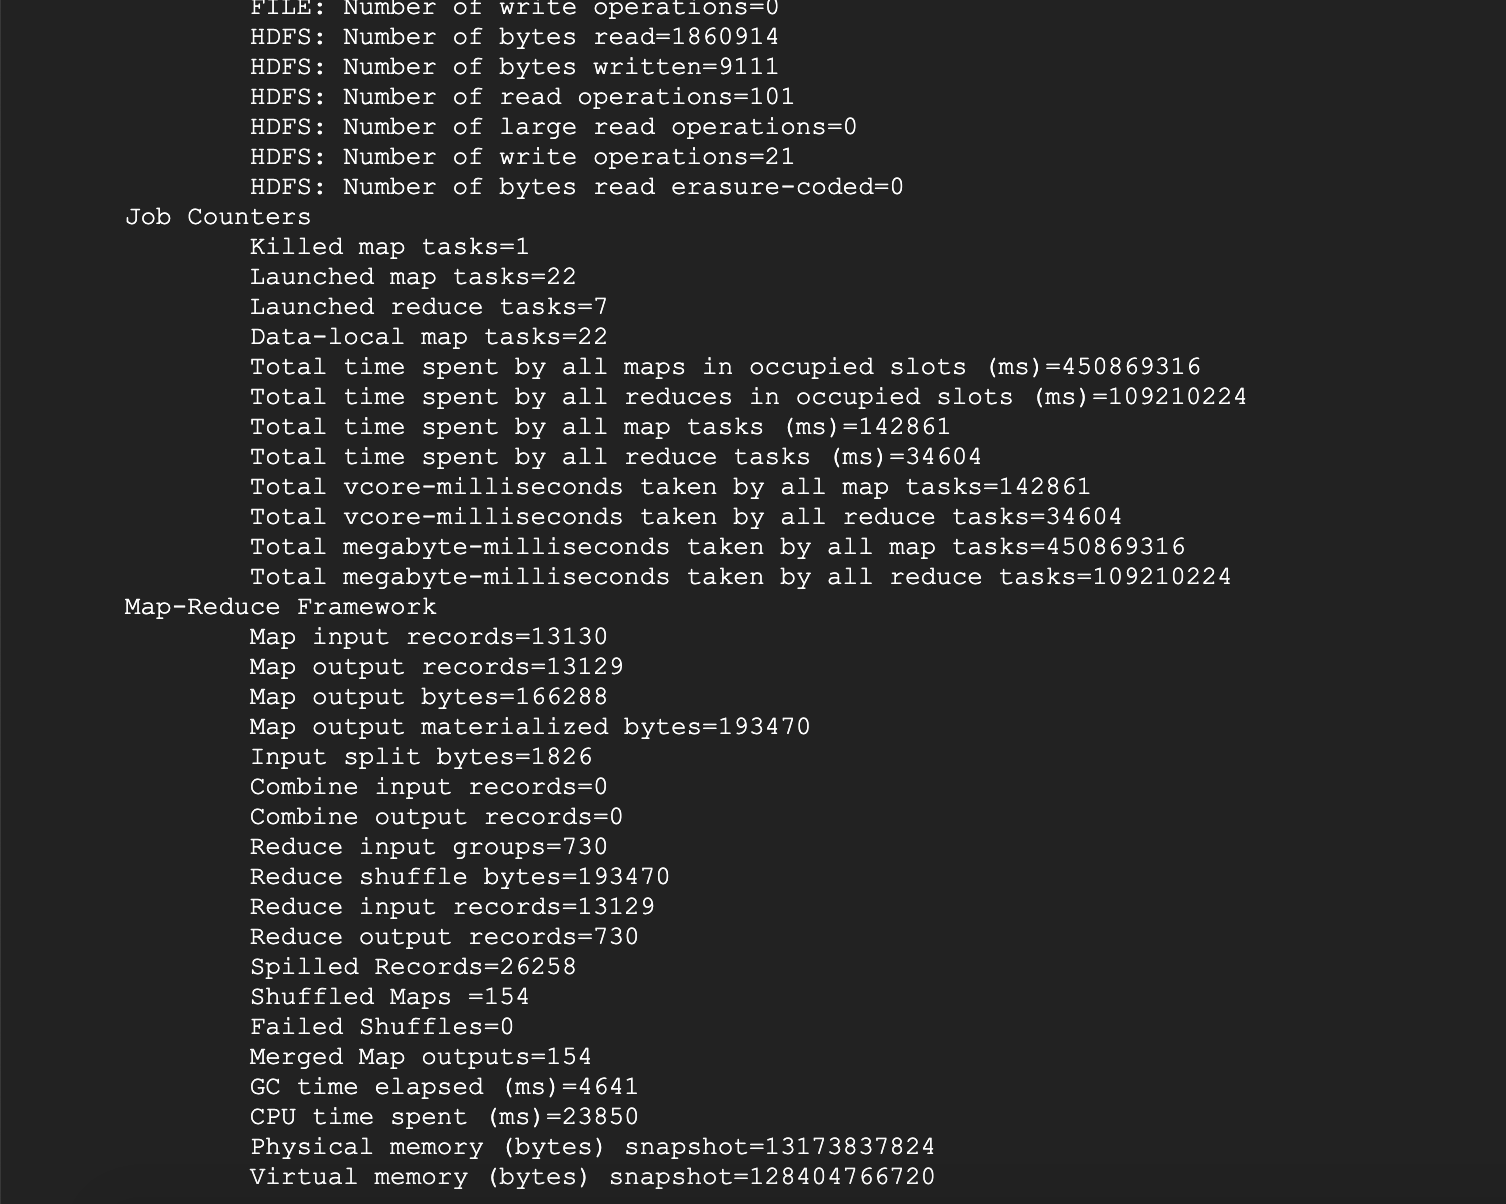 FILE: Number of write operations=0
HDFS: Number of bytes read=1860914
HDFS: Number of bytes written=9111
HDFS: Number of read operations=101
HDFS: Number of large read operations=0
HDFS: Number of write operations=21
HDFS: Number of bytes read erasure-coded=0
Job Counters
Killed map tasks=1
Launched map tasks=22
Launched reduce tasks=7
Data-local map tasks=22
Total time spent by all maps in occupied slots (ms)=450869316
Total time spent by all reduces in occupied slots (ms)=109210224
Total time spent by all map tasks (ms)=142861
Total time spent by all reduce tasks (ms)=34604
Total vcore-milliseconds taken by all map tasks=142861
Total vcore-milliseconds taken by all reduce tasks=34604
Total megabyte-milliseconds taken by all map tasks=450869316
Total megabyte-milliseconds taken by all reduce tasks=109210224
Map-Reduce Framework
Map input records=13130
Map output records=13129
Map output bytes=166288
Map output materialized bytes=193470
Input split bytes=1826
Combine input records=0
Combine output records=0
Reduce input groups=730
Reduce shuffle bytes=193470
Reduce input records=13129
Reduce output records=730
Spilled Records=26258
Shuffled Maps =154
Failed Shuffles=0
Merged Map outputs=154
GC time elapsed (ms)=4641
CPU time spent (ms)=23850
Physical memory (bytes) snapshot=13173837824
Virtual memory (bytes) snapshot=128404766720